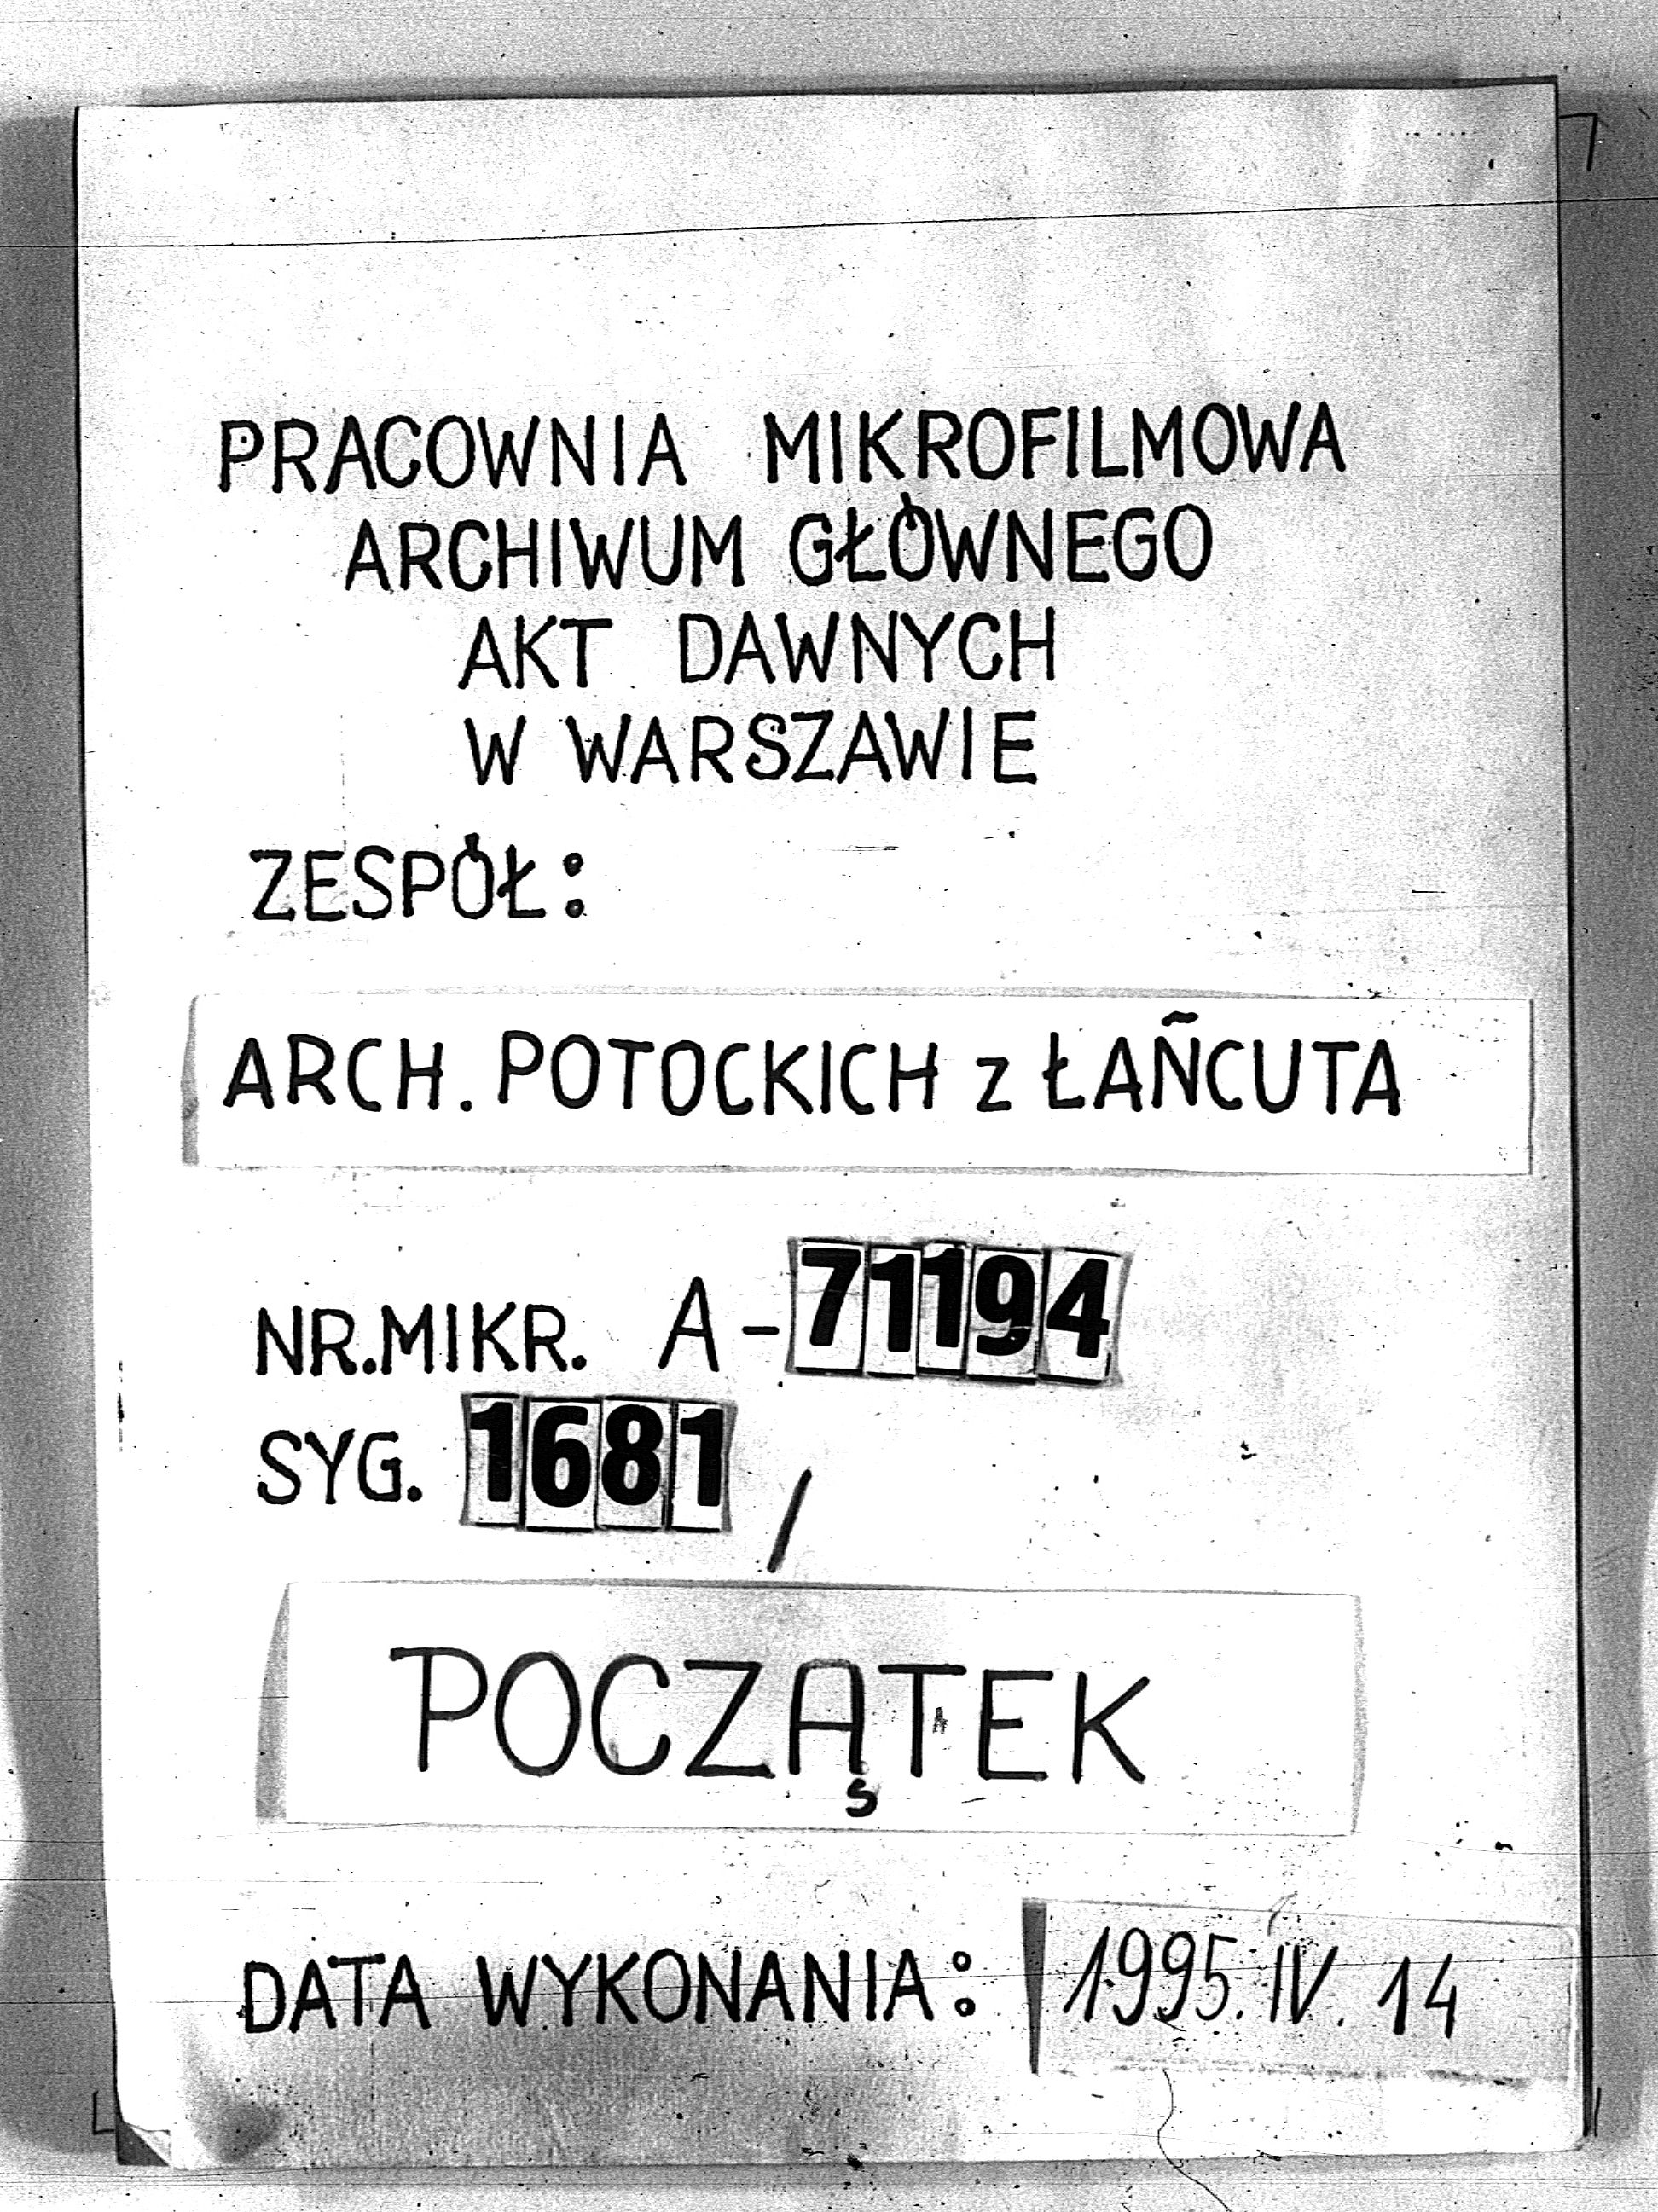 PRACOWNIA MIKROFILMOWA
ARCHIWUM GŁÓWNEGO
AKT DAWNYCH
W WARSZAWIE
ZESPÓŁ:
ARCH. POTOCKICH z ŁAÑCUTA
NR.MIKR. A-71194
SYG. 1681/
POCZĄTEK
DATA WYKONANIA: 1995.IV.14